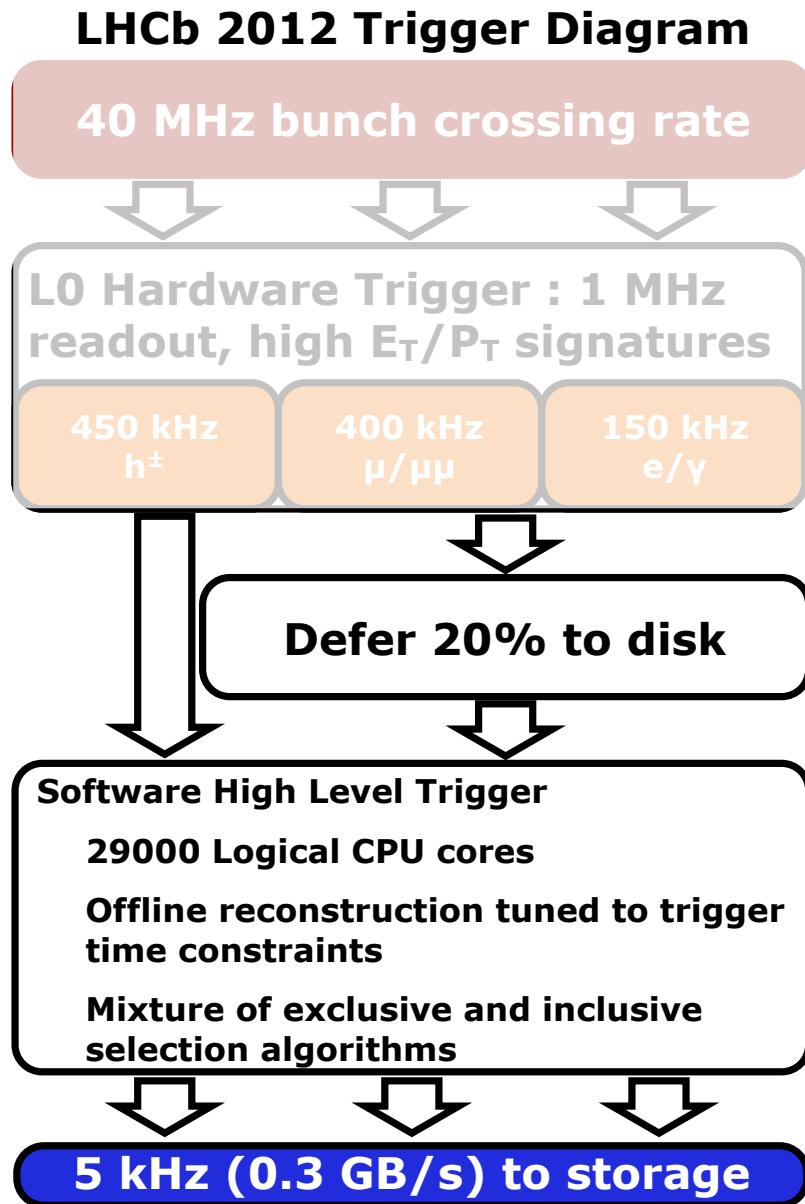 LHCb 2012 Trigger Diagram
40 MHz bunch crossing rate
L0 Hardware Trigger : 1 MHz
readout, high E_T/P_T signatures
450 kHz
h±
400 kHz
μ/μμ
150 kHz
e/γ
Defer 20% to disk
Software High Level Trigger
29000 Logical CPU cores
Offline reconstruction tuned to trigger
time constraints
Mixture of exclusive and inclusive
selection algorithms
5 kHz (0.3 GB/s) to storage